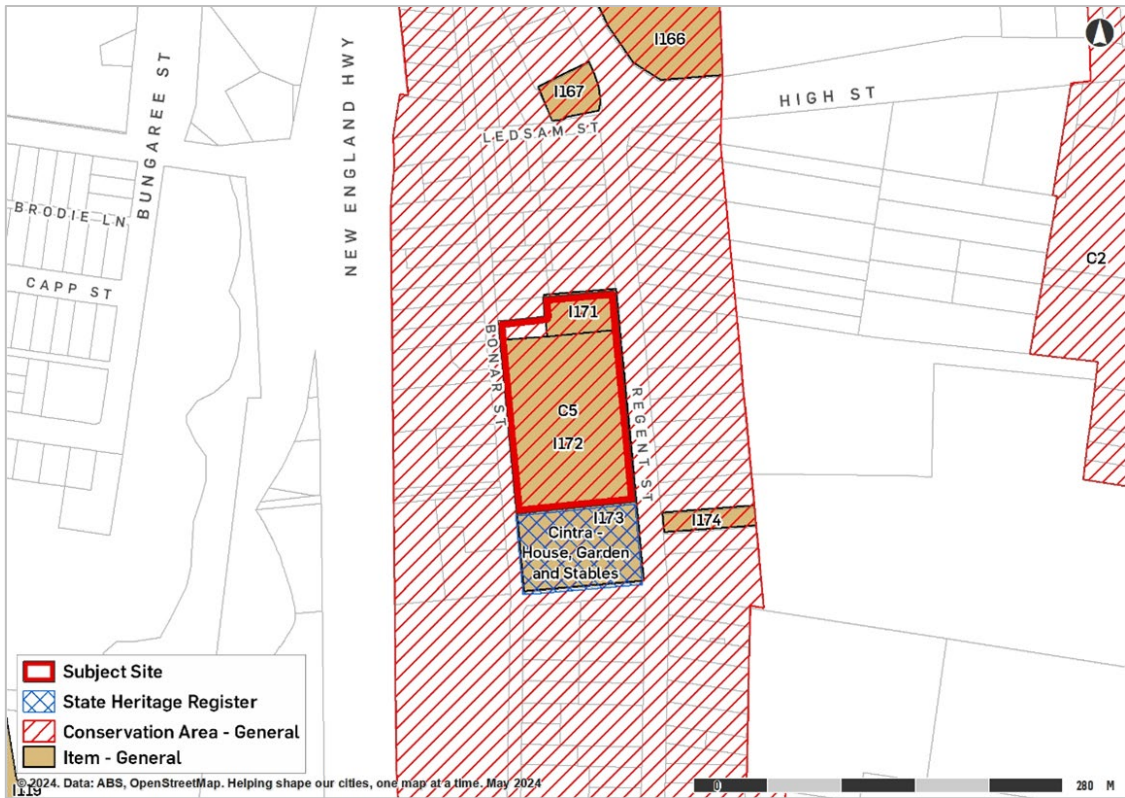 I166
I167
HIGH ST
LEDSAM ST
BUNGAREE ST
NEW ENGLAND HWY
BRODIE LN
C2
CAPP ST
I171
BONAR ST
C5
I172
REGENT ST
I173
Cintra -
House, Garden
and Stables
I174
Subject Site
State Heritage Register
Conservation Area - General
Item - General
© 2024. Data: ABS, OpenStreetMap. Helping shape our cities, one map at a time. May 2024
0 280 M
I119